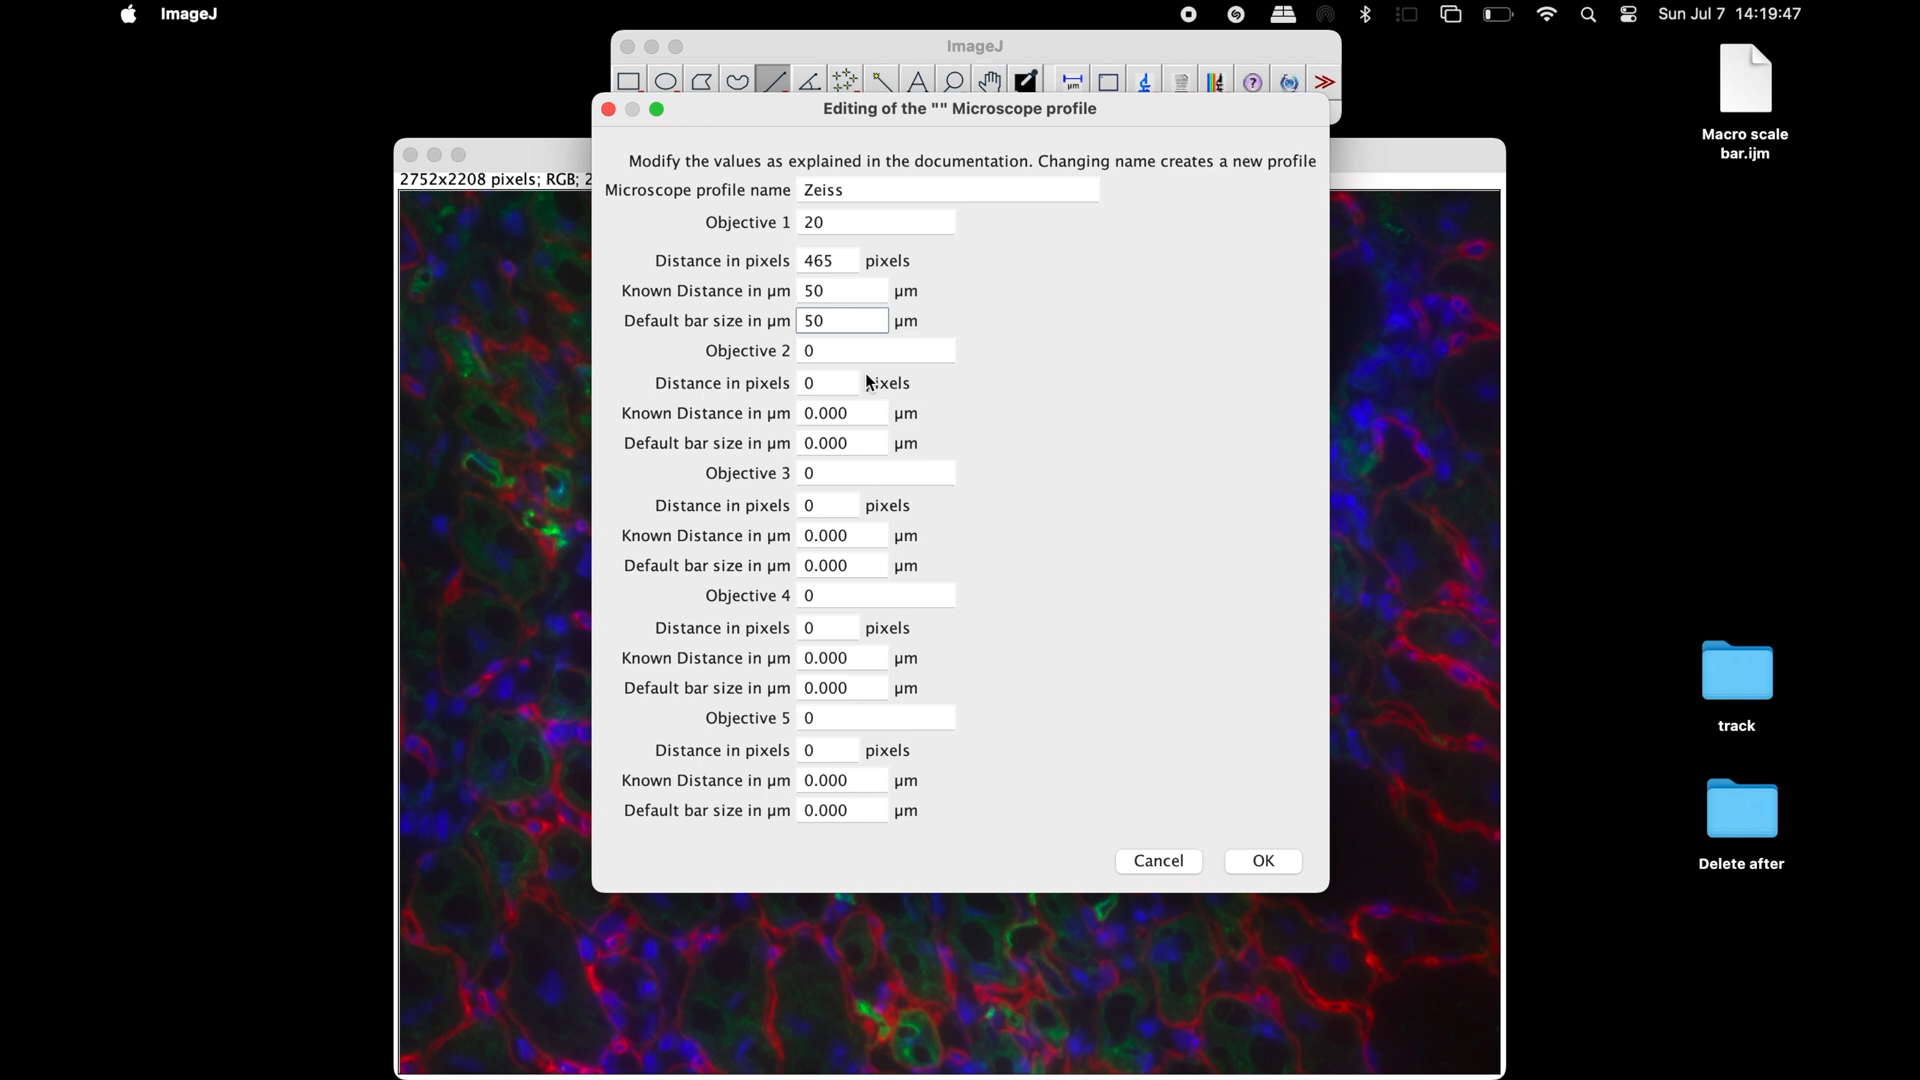 ImageJ
Sun Jul 7 14:19:47
ImageJ
µm
A
?
Editing of the "" Microscope profile
2752x2208 pixels; RGB; 2
Modify the values as explained in the documentation. Changing name creates a new profile
Microscope profile name Zeiss
Objective 1 20
Distance in pixels 465 pixels
Known Distance in µm 50 µm
Default bar size in µm 50 µm
Objective 2 0
Distance in pixels 0 pixels
Known Distance in µm 0.000 µm
Default bar size in µm 0.000 µm
Objective 3 0
Distance in pixels 0 pixels
Known Distance in µm 0.000 µm
Default bar size in µm 0.000 µm
Objective 4 0
Distance in pixels 0 pixels
Known Distance in µm 0.000 µm
Default bar size in µm 0.000 µm
Objective 5 0
Distance in pixels 0 pixels
Known Distance in µm 0.000 µm
Default bar size in µm 0.000 µm
Cancel OK
Macro scale
bar.ijm
track
Delete after